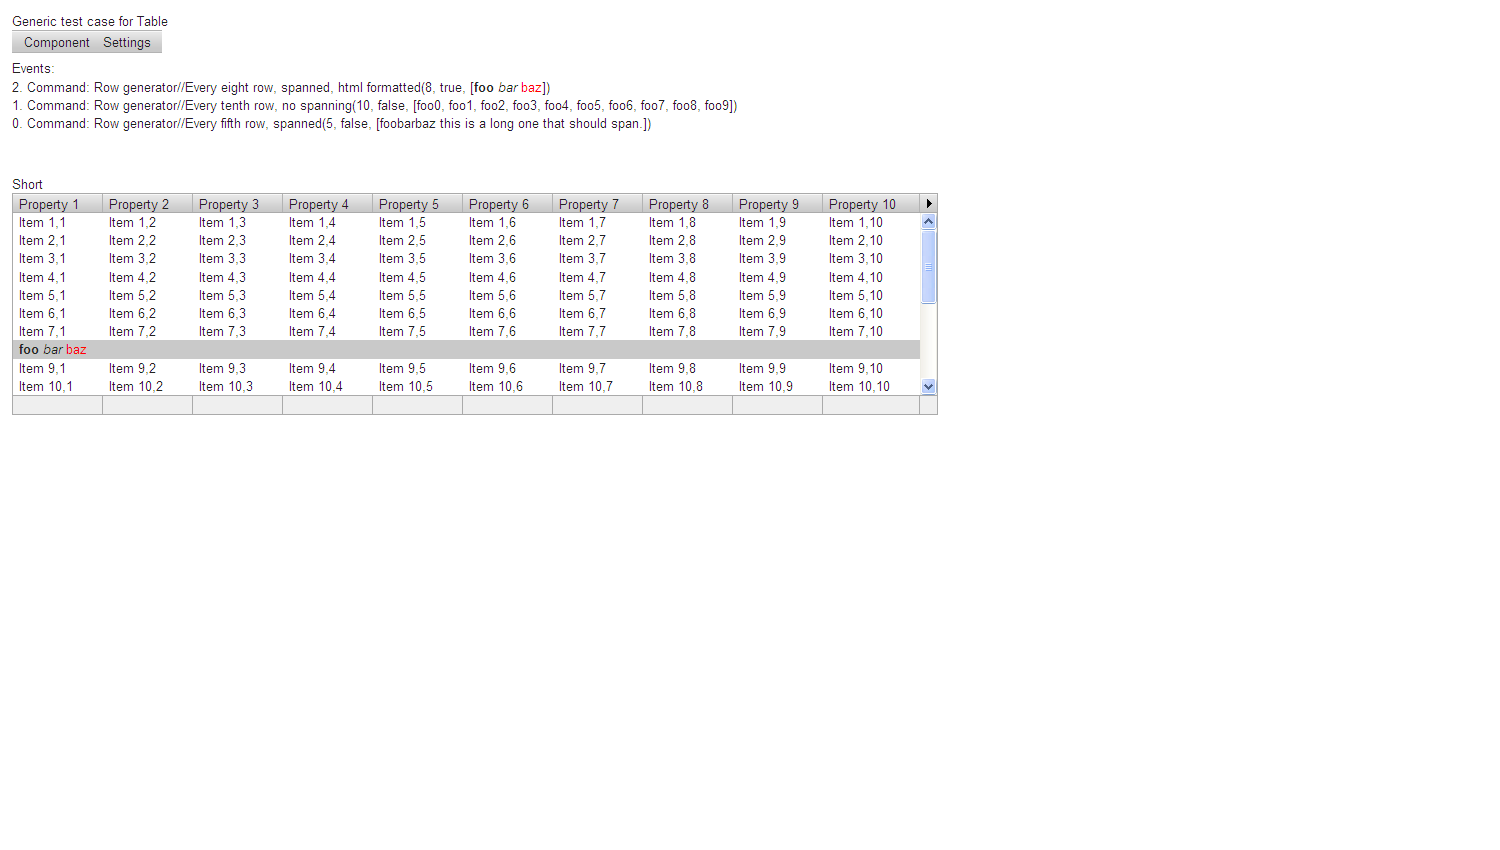 Generic test case for Table
Component Settings
Events:
2. Command: Row generator//Every eight row, spanned, html formatted(8, true, [foo bar baz])
1. Command: Row generator//Every tenth row, no spanning(10, false, [foo0, foo1, foo2, foo3, foo4, foo5, foo6, foo7, foo8, foo9])
0. Command: Row generator//Every fifth row, spanned(5, false, [foobarbaz this is a long one that should span.])
Short
Property 1 Property 2 Property 3 Property 4 Property 5 Property 6 Property 7 Property 8 Property 9 Property 10
Item 1,1 Item 1,2 Item 1,3 Item 1,4 Item 1,5 Item 1,6 Item 1,7 Item 1,8 Item 1,9 Item 1,10
Item 2,1 Item 2,2 Item 2,3 Item 2,4 Item 2,5 Item 2,6 Item 2,7 Item 2,8 Item 2,9 Item 2,10
Item 3,1 Item 3,2 Item 3,3 Item 3,4 Item 3,5 Item 3,6 Item 3,7 Item 3,8 Item 3,9 Item 3,10
Item 4,1 Item 4,2 Item 4,3 Item 4,4 Item 4,5 Item 4,6 Item 4,7 Item 4,8 Item 4,9 Item 4,10
Item 5,1 Item 5,2 Item 5,3 Item 5,4 Item 5,5 Item 5,6 Item 5,7 Item 5,8 Item 5,9 Item 5,10
Item 6,1 Item 6,2 Item 6,3 Item 6,4 Item 6,5 Item 6,6 Item 6,7 Item 6,8 Item 6,9 Item 6,10
Item 7,1 Item 7,2 Item 7,3 Item 7,4 Item 7,5 Item 7,6 Item 7,7 Item 7,8 Item 7,9 Item 7,10
foo bar baz
Item 9,1 Item 9,2 Item 9,3 Item 9,4 Item 9,5 Item 9,6 Item 9,7 Item 9,8 Item 9,9 Item 9,10
Item 10,1 Item 10,2 Item 10,3 Item 10,4 Item 10,5 Item 10,6 Item 10,7 Item 10,8 Item 10,9 Item 10,10